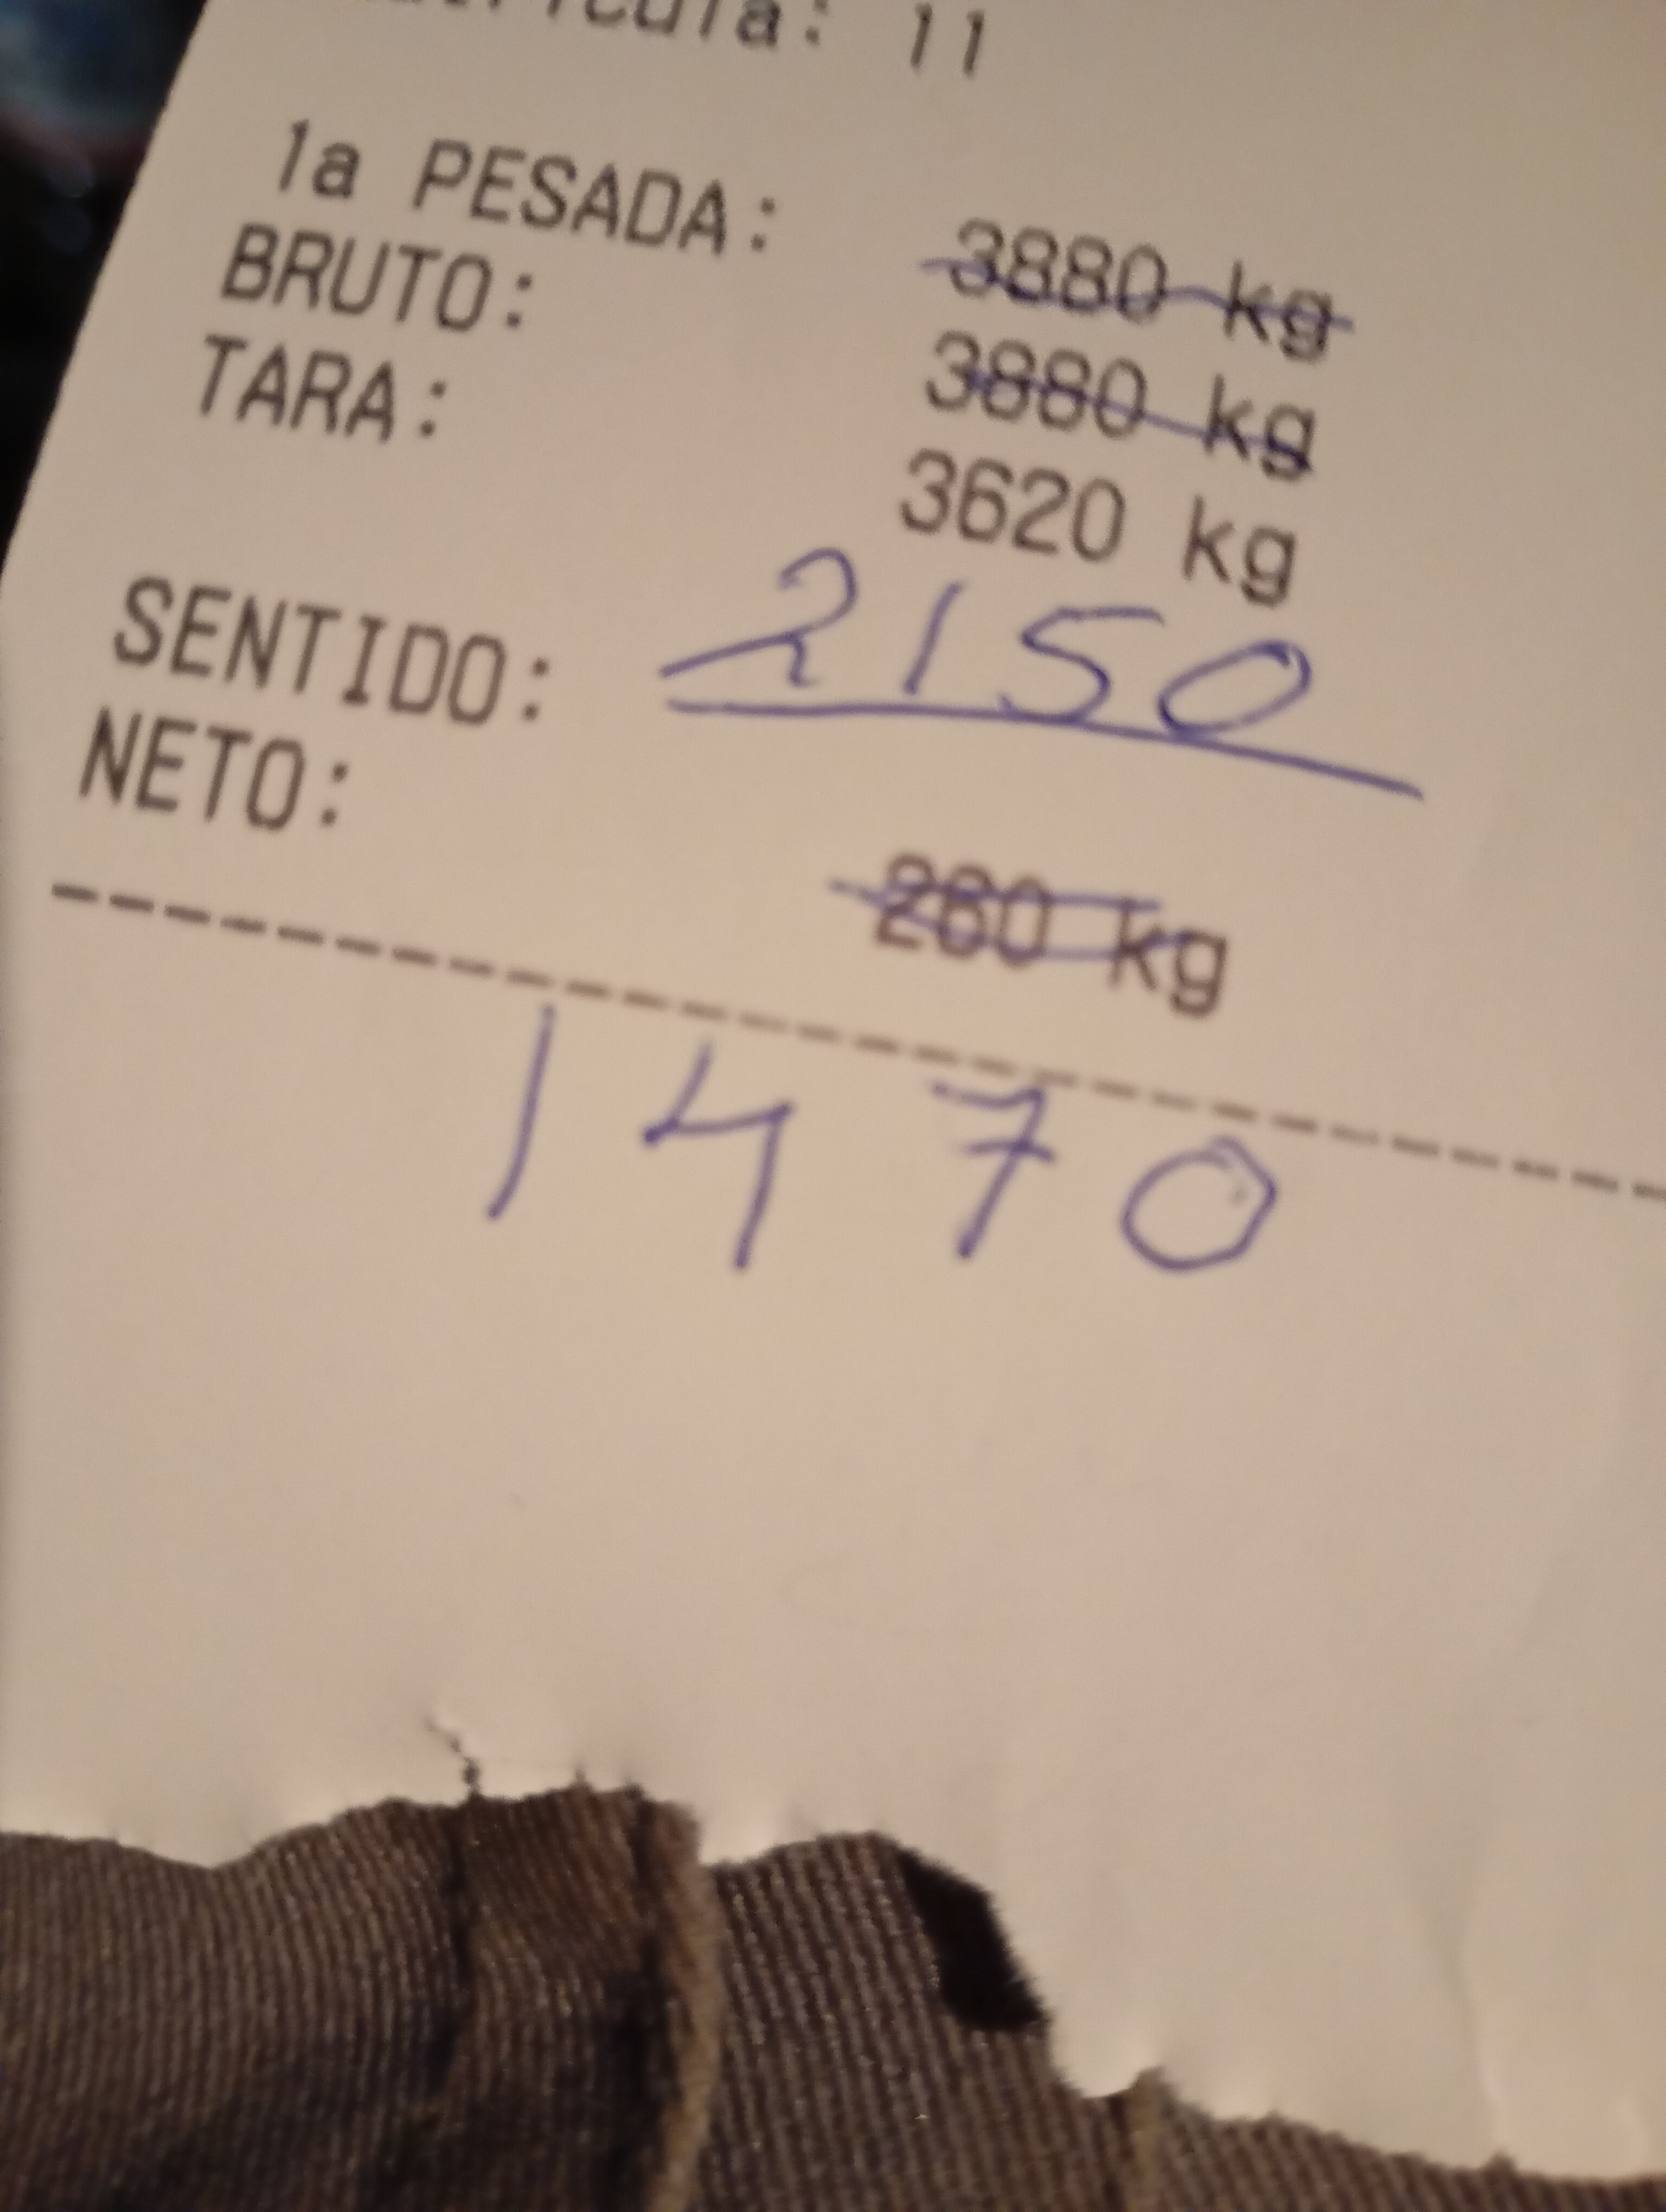 11
1a PESADA: 3880 kg
BRUTO: 3880 kg
TARA: 3620 kg
2150
SENTIDO:
NETO: 260 kg
1470